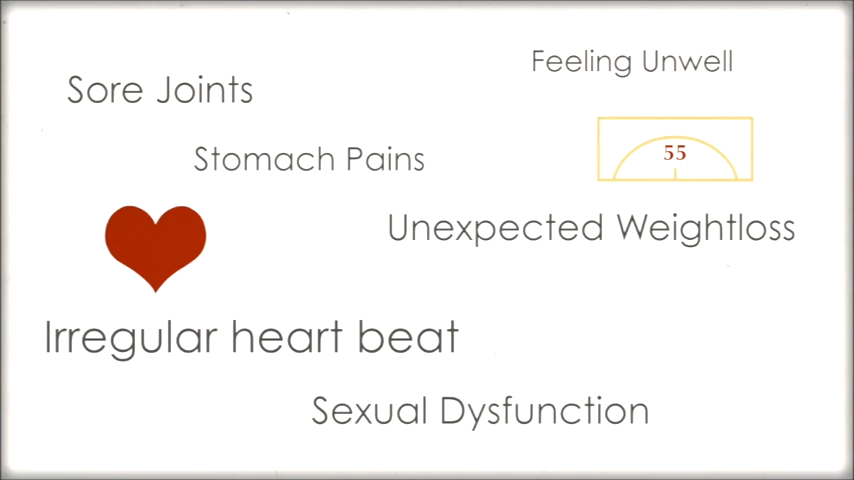 Feeling Unwell
Sore Joints
55
Stomach Pains
Unexpected Weightloss
Irregular heart beat
Sexual Dysfunction